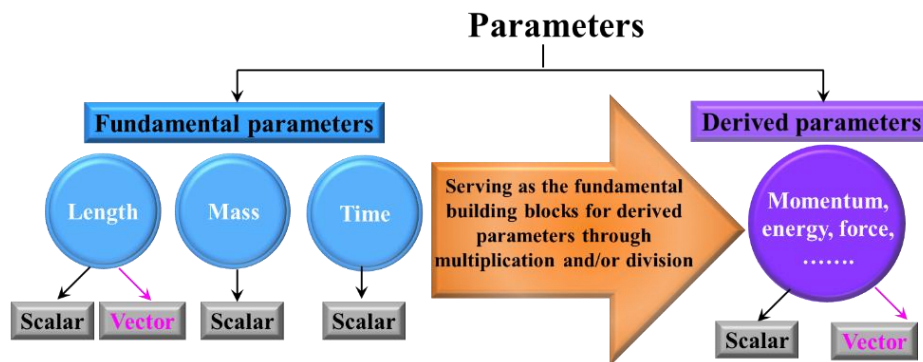 Parameters
Fundamental parameters
Derived parameters
Length
Mass
Time
Serving as the fundamental
building blocks for derived
parameters through
multiplication and/or division
Momentum,
energy, force,
…….
Scalar
Vector
Scalar
Scalar
Scalar
Vector